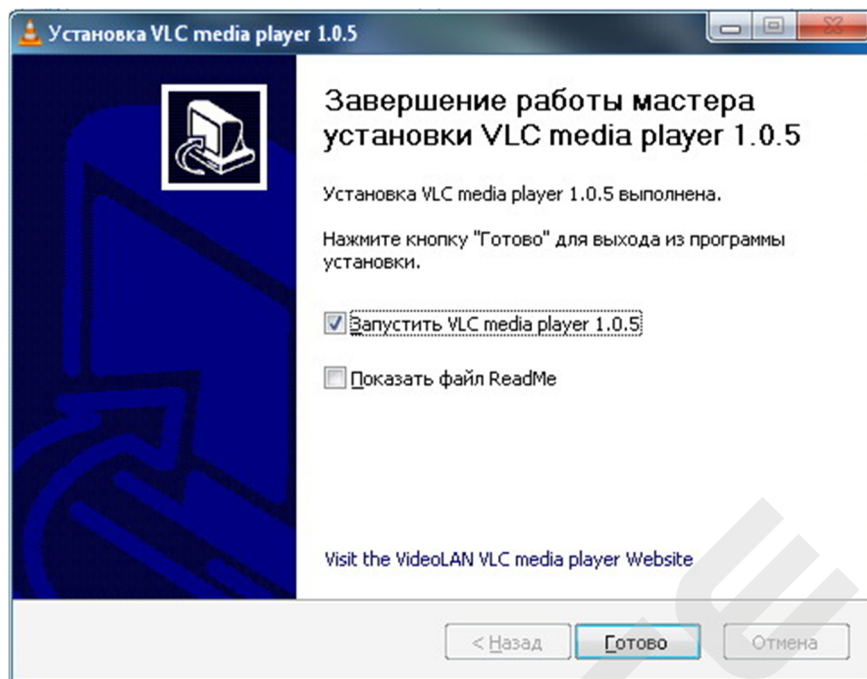 Установка VLC media player 1.0.5
Завершение работы мастера
установки VLC media player 1.0.5
Установка VLC media player 1.0.5 выполнена.
Нажмите кнопку "Готово" для выхода из программы
установки.
Запустить VLC media player 1.0.5
Показать файл ReadMe
Visit the VideoLAN VLC media player Website
< Назад
Готово
Отмена